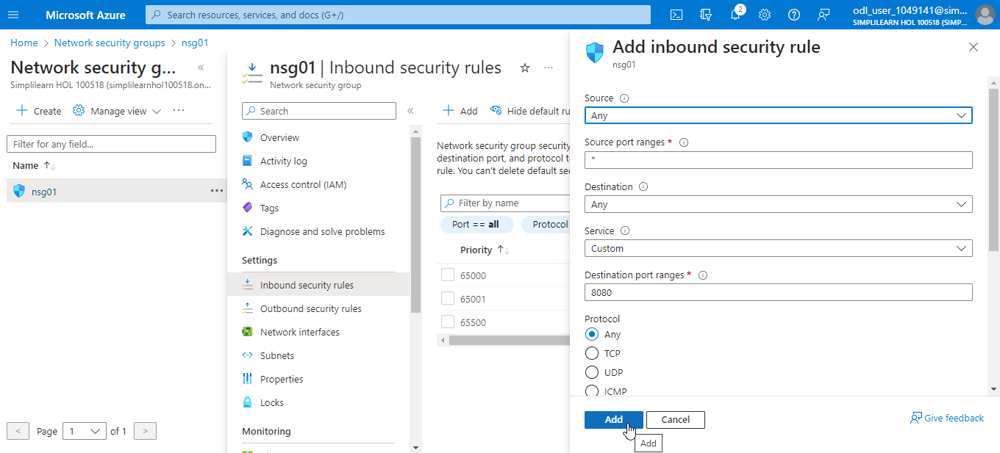 Microsoft Azure
Search resources, services, and docs (G+/)
2
odl_user_1049141@sim...
SIMPLILEARN HOL 100518 (SIMP...
Home > Network security groups > nsg01
Network security g...
Simplilearn HOL 100518 (simplilearnhol100518.on...
Create
Manage view
Filter for any field...
Name
nsg01
< Page 1 of 1 >
nsg01 | Inbound security rules
Network security group
Search
Overview
Activity log
Access control (IAM)
Tags
Diagnose and solve problems
Settings
Inbound security rules
Outbound security rules
Network interfaces
Subnets
Properties
Locks
Monitoring
Add
Hide default ru
Network security group security
destination port, and protocol t
rule. You can't delete default se
Filter by name
Port == all
Protocol
Priority
65000
65001
65500
Add inbound security rule
nsg01
Source
Any
Source port ranges *
*
Destination
Any
Service
Custom
Destination port ranges *
8080
Protocol
Any
TCP
UDP
ICMP
Add
Cancel
Give feedback
Add